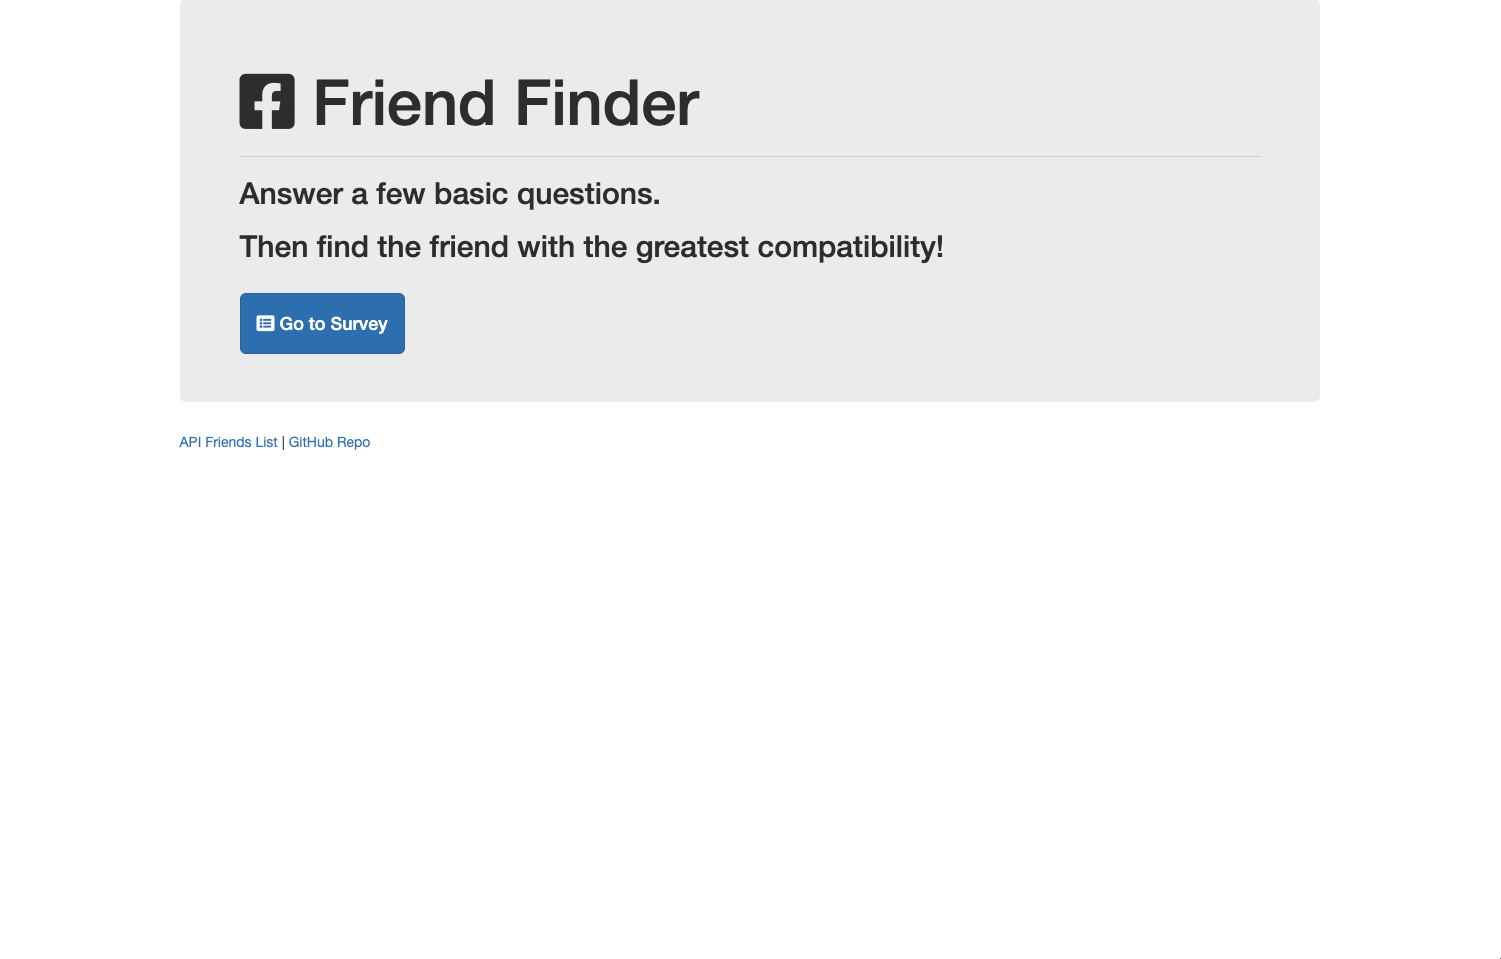 Friend Finder
Answer a few basic questions.
Then find the friend with the greatest compatibility!
Go to Survey
API Friends List | GitHub Repo